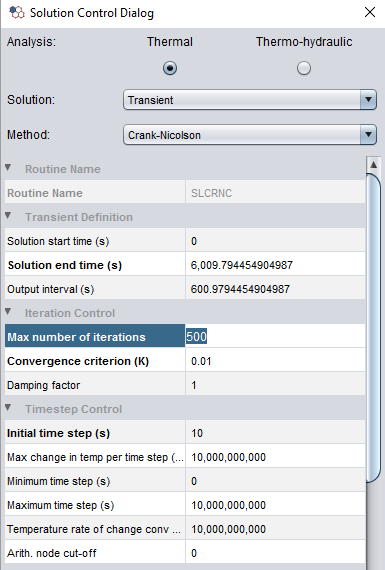 Solution Control Dialog
Analysis: Thermal Thermo-hydraulic
Solution: Transient
Method: Crank-Nicolson
Routine Name
Routine Name SLCRNC
Transient Definition
Solution start time (s) 0
Solution end time (s) 6,009.794454904987
Output interval (s) 600.9794454904987
Iteration Control
Max number of iterations 500
Convergence criterion (K) 0.01
Damping factor 1
Timestep Control
Initial time step (s) 10
Max change in temp per time step (... 10,000,000,000
Minimum time step (s) 0
Maximum time step (s) 10,000,000,000
Temperature rate of change conv ... 10,000,000,000
Arith. node cut-off 0